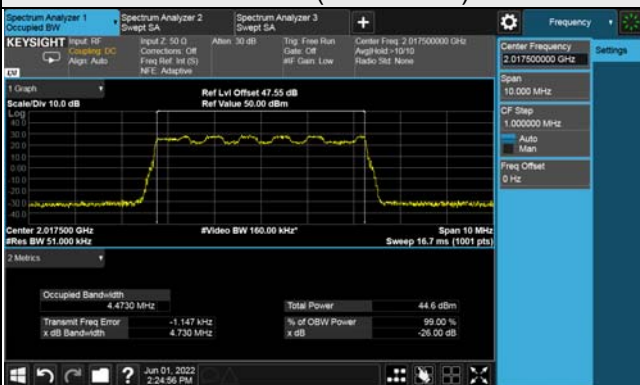 Spectrum Analyzer 1
Occupied BW
Spectrum Analyzer 2
Swept SA
Spectrum Analyzer 3
Swept SA
+
Frequency
KEYSIGHT
Input: RF
Coupling: DC
Align: Auto
Input Z: 50 Ω
Corrections: Off
Freq Ref: Int (S)
NFE: Adaptive
Atten: 30 dB
Trig: Free Run
Gate: Off
#IF Gain: Low
Center Freq: 2.017500000 GHz
Avg|Hold:>10/10
Radio Std: None
LXI
Center Frequency
2.017500000 GHz
Settings
Span
10.000 MHz
CF Step
1.000000 MHz
Auto
Man
Freq Offset
0 Hz
1 Graph
Scale/Div 10.0 dB
Ref Lvl Offset 47.55 dB
Ref Value 50.00 dBm
Log
40.0
30.0
20.0
10.0
0.00
-10.0
-20.0
-30.0
-40.0
Center 2.017500 GHz
#Res BW 51.000 kHz
#Video BW 160.00 kHz*
Span 10 MHz
Sweep 16.7 ms (1001 pts)
2 Metrics
Occupied Bandwidth
4.4730 MHz
Total Power 44.6 dBm
Transmit Freq Error -1.147 kHz
% of OBW Power 99.00 %
x dB Bandwidth 4.730 MHz
x dB -26.00 dB
?
Jun 01, 2022
2:24:56 PM